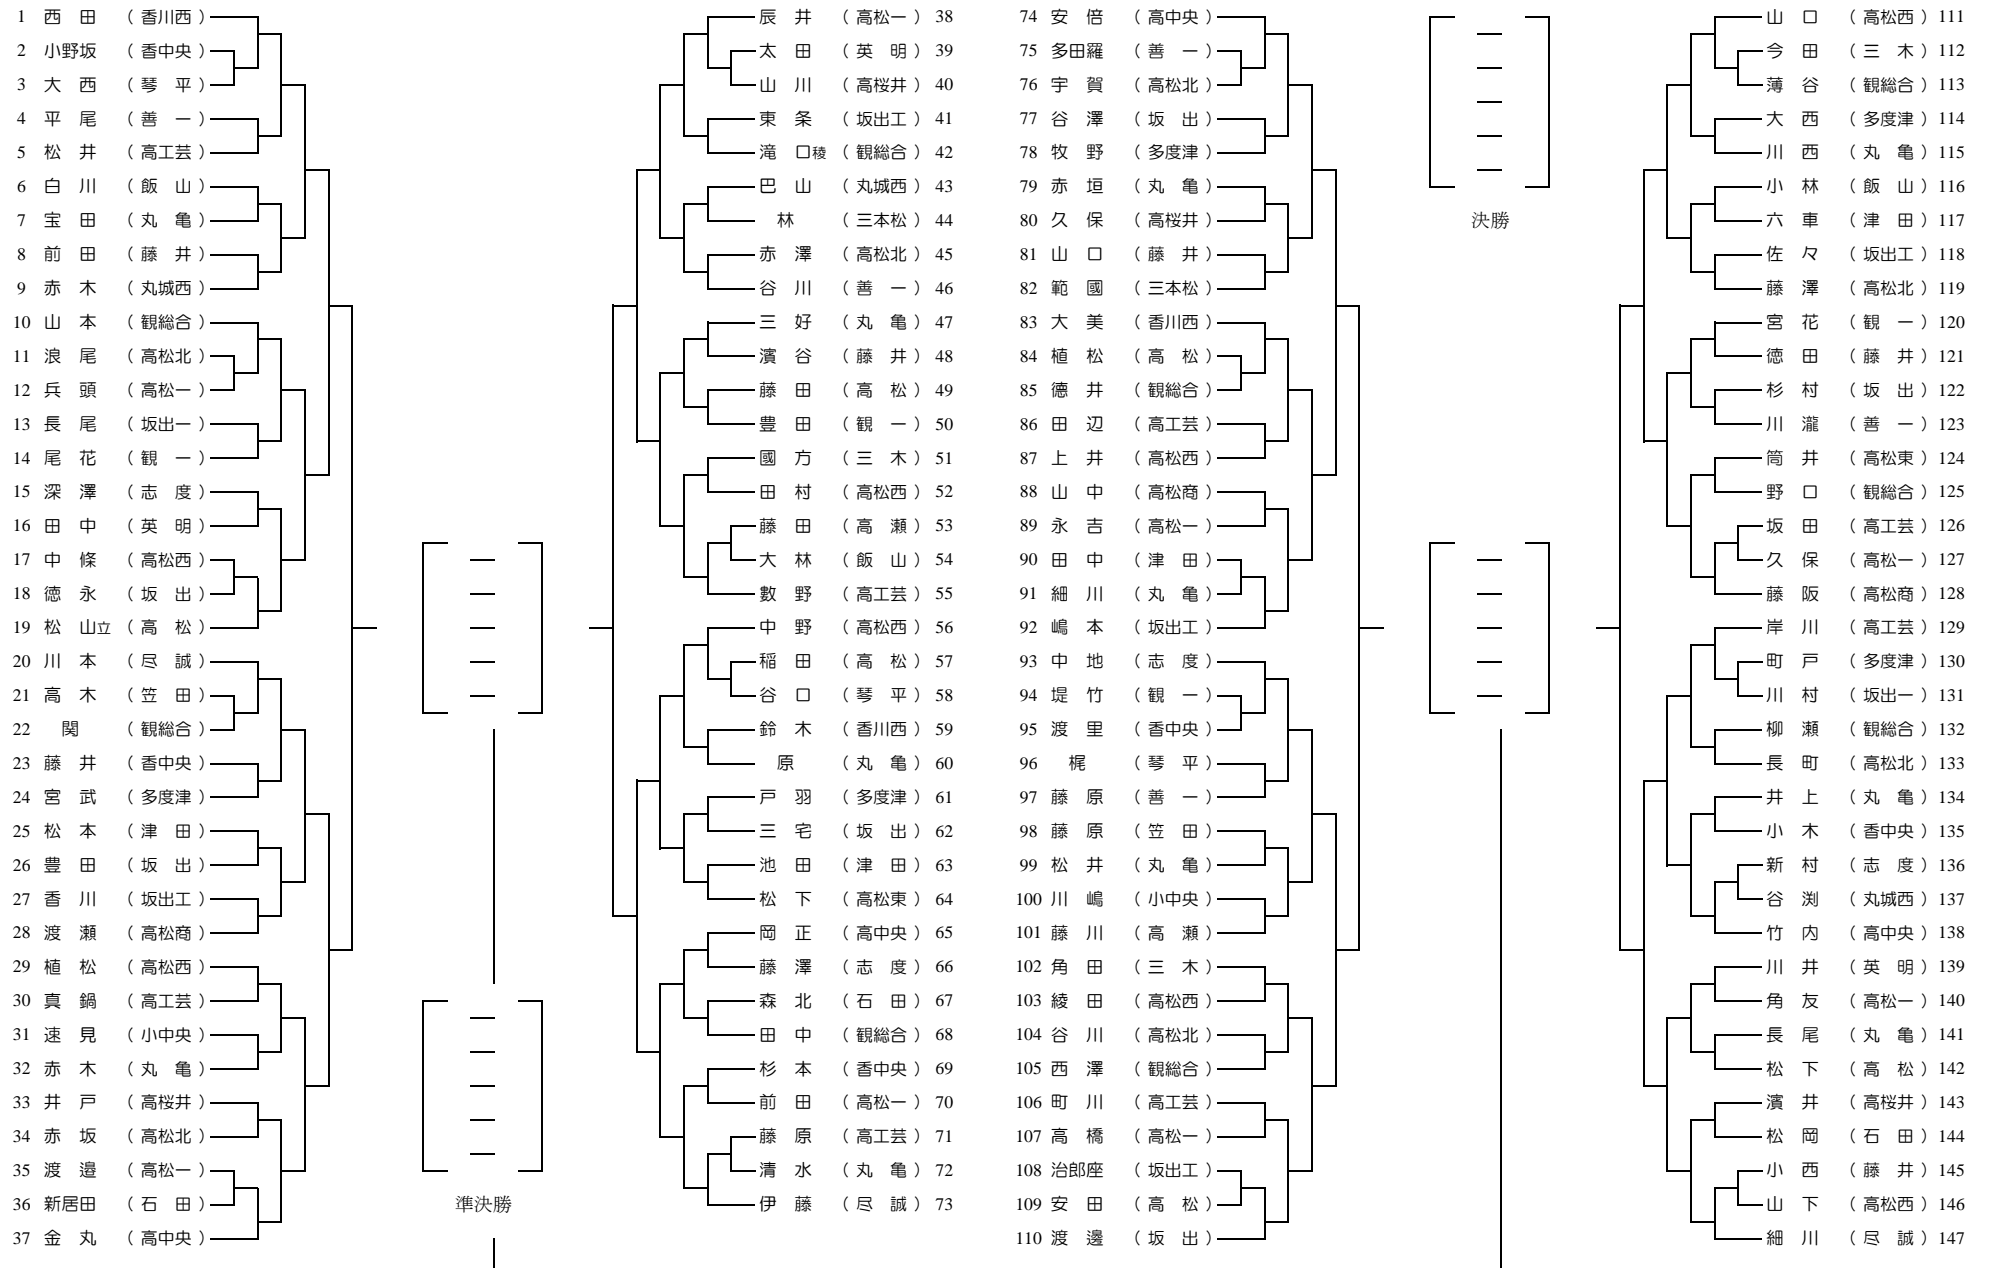 1 西 田 （ 香川西 ）
2 小野坂 （ 香中央 ）
3 大 西 （ 琴 平 ）
4 平 尾 （ 善 一 ）
5 松 井 （ 高工芸 ）
6 白 川 （ 飯 山 ）
7 宝 田 （ 丸 亀 ）
8 前 田 （ 藤 井 ）
9 赤 木 （ 丸城西 ）
10 山 本 （ 観総合 ）
11 浪 尾 （ 高松北 ）
12 兵 頭 （ 高松一 ）
13 長 尾 （ 坂出一 ）
14 尾 花 （ 観 一 ）
15 深 澤 （ 志 度 ）
16 田 中 （ 英 明 ）
17 中 條 （ 高松西 ）
18 徳 永 （ 坂 出 ）
19 松 山立 （ 高 松 ）
20 川 本 （ 尽 誠 ）
21 高 木 （ 笠 田 ）
22 関 （ 観総合 ）
23 藤 井 （ 香中央 ）
24 宮 武 （ 多度津 ）
25 松 本 （ 津 田 ）
26 豊 田 （ 坂 出 ）
27 香 川 （ 坂出工 ）
28 渡 瀬 （ 高松商 ）
29 植 松 （ 高松西 ）
30 真 鍋 （ 高工芸 ）
31 速 見 （ 小中央 ）
32 赤 木 （ 丸 亀 ）
33 井 戸 （ 高桜井 ）
34 赤 坂 （ 高松北 ）
35 渡 邉 （ 高松一 ）
36 新居田 （ 石 田 ）
37 金 丸 （ 高中央 ）
準決勝
辰 井 （ 高松一 ） 38
太 田 （ 英 明 ） 39
山 川 （ 高桜井 ） 40
東 条 （ 坂出工 ） 41
滝 口稜 （ 観総合 ） 42
巴 山 （ 丸城西 ） 43
林 （ 三本松 ） 44
赤 澤 （ 高松北 ） 45
谷 川 （ 善 一 ） 46
三 好 （ 丸 亀 ） 47
濱 谷 （ 藤 井 ） 48
藤 田 （ 高 松 ） 49
豊 田 （ 観 一 ） 50
國 方 （ 三 木 ） 51
田 村 （ 高松西 ） 52
藤 田 （ 高 瀬 ） 53
大 林 （ 飯 山 ） 54
數 野 （ 高工芸 ） 55
中 野 （ 高松西 ） 56
稲 田 （ 高 松 ） 57
谷 口 （ 琴 平 ） 58
鈴 木 （ 香川西 ） 59
原 （ 丸 亀 ） 60
戸 羽 （ 多度津 ） 61
三 宅 （ 坂 出 ） 62
池 田 （ 津 田 ） 63
松 下 （ 高松東 ） 64
岡 正 （ 高中央 ） 65
藤 澤 （ 志 度 ） 66
森 北 （ 石 田 ） 67
田 中 （ 観総合 ） 68
杉 本 （ 香中央 ） 69
前 田 （ 高松一 ） 70
藤 原 （ 高工芸 ） 71
清 水 （ 丸 亀 ） 72
伊 藤 （ 尽 誠 ） 73
74 安 倍 （ 高中央 ）
75 多田羅 （ 善 一 ）
76 宇 賀 （ 高松北 ）
77 谷 澤 （ 坂 出 ）
78 牧 野 （ 多度津 ）
79 赤 垣 （ 丸 亀 ）
80 久 保 （ 高桜井 ）
81 山 口 （ 藤 井 ）
82 範 國 （ 三本松 ）
83 大 美 （ 香川西 ）
84 植 松 （ 高 松 ）
85 德 井 （ 観総合 ）
86 田 辺 （ 高工芸 ）
87 上 井 （ 高松西 ）
88 山 中 （ 高松商 ）
89 永 吉 （ 高松一 ）
90 田 中 （ 津 田 ）
91 細 川 （ 丸 亀 ）
92 嶋 本 （ 坂出工 ）
93 中 地 （ 志 度 ）
94 堤 竹 （ 観 一 ）
95 渡 里 （ 香中央 ）
96 梶 （ 琴 平 ）
97 藤 原 （ 善 一 ）
98 藤 原 （ 笠 田 ）
99 松 井 （ 丸 亀 ）
100 川 嶋 （ 小中央 ）
101 藤 川 （ 高 瀬 ）
102 角 田 （ 三 木 ）
103 綾 田 （ 高松西 ）
104 谷 川 （ 高松北 ）
105 西 澤 （ 観総合 ）
106 町 川 （ 高工芸 ）
107 高 橋 （ 高松一 ）
108 治郎座 （ 坂出工 ）
109 安 田 （ 高 松 ）
110 渡 邊 （ 坂 出 ）
決勝
山 口 （ 高松西 ） 111
今 田 （ 三 木 ） 112
薄 谷 （ 観総合 ） 113
大 西 （ 多度津 ） 114
川 西 （ 丸 亀 ） 115
小 林 （ 飯 山 ） 116
六 車 （ 津 田 ） 117
佐 々 （ 坂出工 ） 118
藤 澤 （ 高松北 ） 119
宮 花 （ 観 一 ） 120
徳 田 （ 藤 井 ） 121
杉 村 （ 坂 出 ） 122
川 瀧 （ 善 一 ） 123
筒 井 （ 高松東 ） 124
野 口 （ 観総合 ） 125
坂 田 （ 高工芸 ） 126
久 保 （ 高松一 ） 127
藤 阪 （ 高松商 ） 128
岸 川 （ 高工芸 ） 129
町 戸 （ 多度津 ） 130
川 村 （ 坂出一 ） 131
柳 瀬 （ 観総合 ） 132
長 町 （ 高松北 ） 133
井 上 （ 丸 亀 ） 134
小 木 （ 香中央 ） 135
新 村 （ 志 度 ） 136
谷 渕 （ 丸城西 ） 137
竹 内 （ 高中央 ） 138
川 井 （ 英 明 ） 139
角 友 （ 高松一 ） 140
長 尾 （ 丸 亀 ） 141
松 下 （ 高 松 ） 142
濱 井 （ 高桜井 ） 143
松 岡 （ 石 田 ） 144
小 西 （ 藤 井 ） 145
山 下 （ 高松西 ） 146
細 川 （ 尽 誠 ） 147